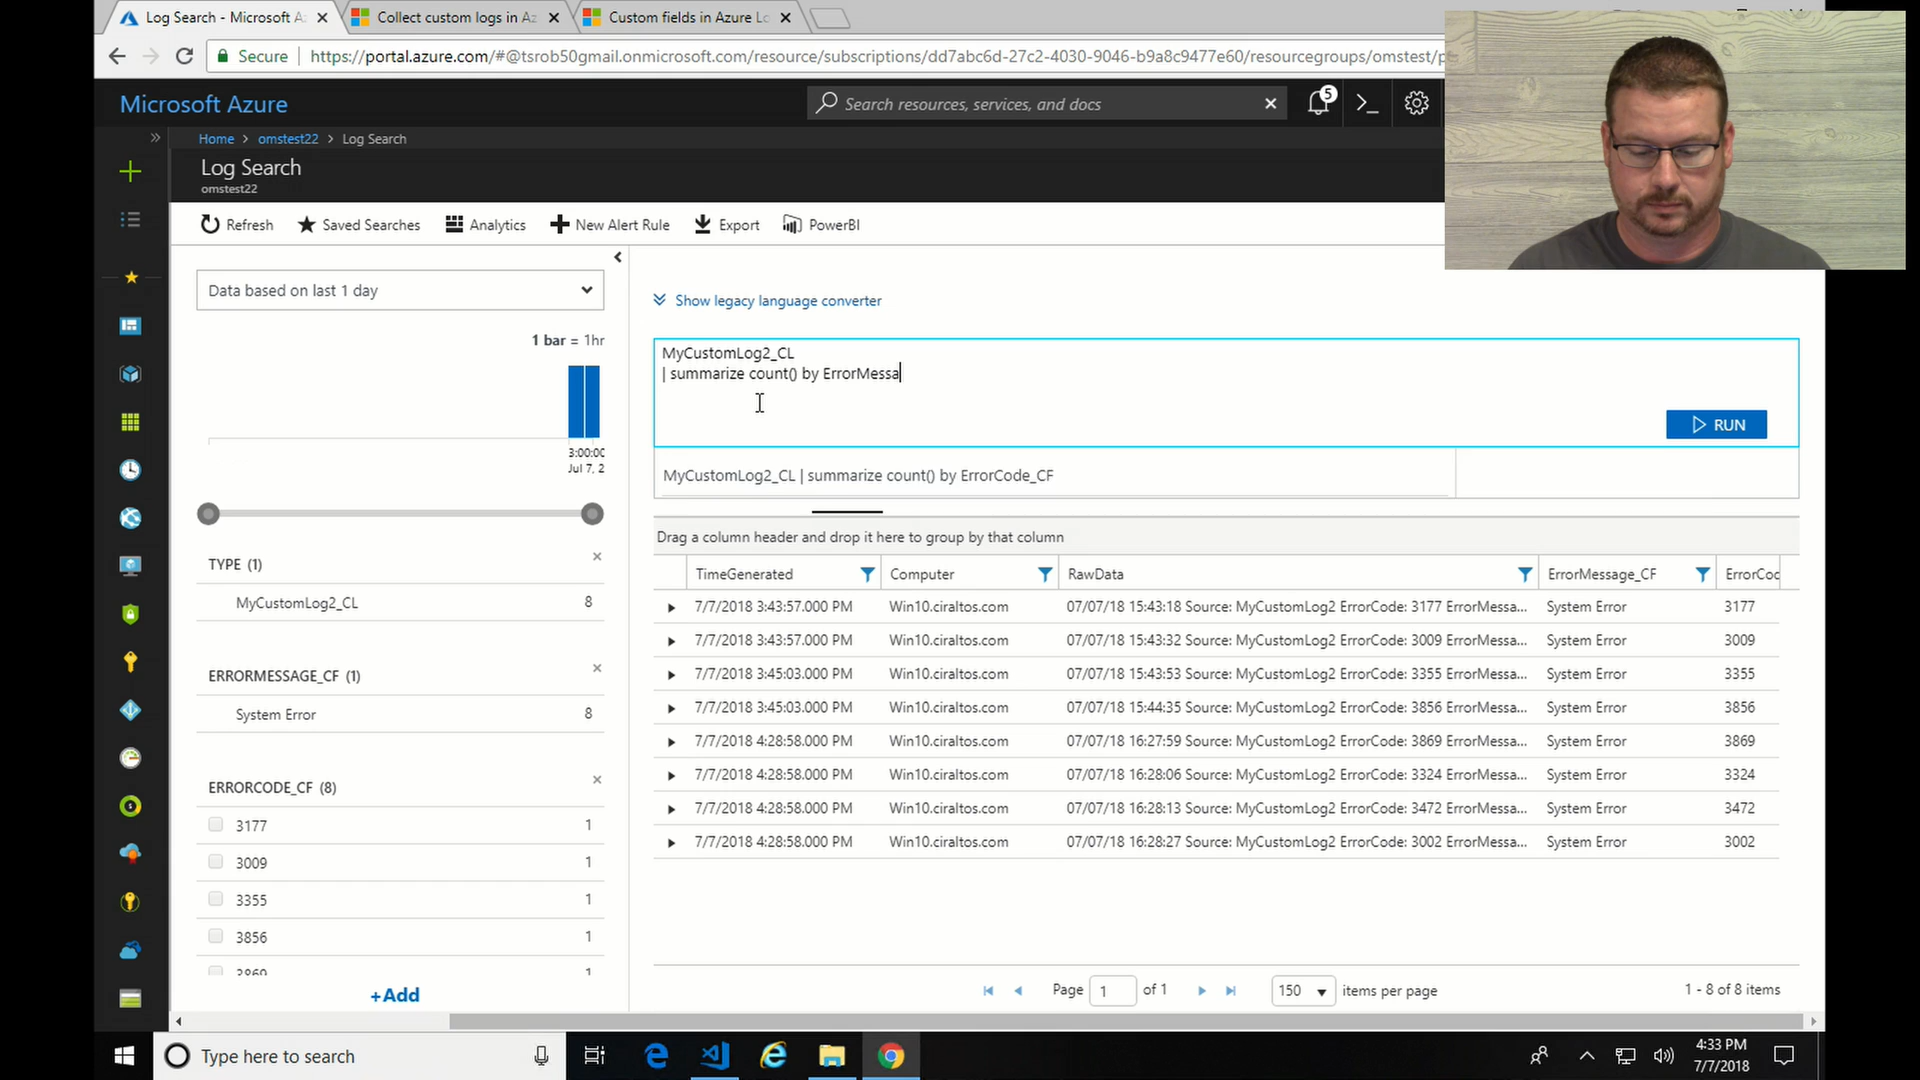 Log Search - Microsoft A
Collect custom logs in Az
Custom fields in Azure Lo
Secure
https://portal.azure.com/#@tsrob50gmail.onmicrosoft.com/resource/subscriptions/dd7abc6d-27c2-4030-9046-b9a8c9477e60/resourcegroups/omstest/p
Microsoft Azure
Search resources, services, and docs
5
Home > omstest22 > Log Search
Log Search
omstest22
Refresh
Saved Searches
Analytics
New Alert Rule
Export
PowerBI
Data based on last 1 day
1 bar = 1hr
3:00:00
Jul 7, 2
TYPE (1)
MyCustomLog2_CL 8
ERRORMESSAGE_CF (1)
System Error 8
ERRORCODE_CF (8)
3177 1
3009 1
3355 1
3856 1
3869 1
+Add
Show legacy language converter
MyCustomLog2_CL
| summarize count() by ErrorMessa
RUN
MyCustomLog2_CL | summarize count() by ErrorCode_CF
Drag a column header and drop it here to group by that column
TimeGenerated Computer RawData ErrorMessage_CF ErrorCod
7/7/2018 3:43:57.000 PM Win10.ciraltos.com 07/07/18 15:43:18 Source: MyCustomLog2 ErrorCode: 3177 ErrorMessa... System Error 3177
7/7/2018 3:43:57.000 PM Win10.ciraltos.com 07/07/18 15:43:32 Source: MyCustomLog2 ErrorCode: 3009 ErrorMessa... System Error 3009
7/7/2018 3:45:03.000 PM Win10.ciraltos.com 07/07/18 15:43:53 Source: MyCustomLog2 ErrorCode: 3355 ErrorMessa... System Error 3355
7/7/2018 3:45:03.000 PM Win10.ciraltos.com 07/07/18 15:44:35 Source: MyCustomLog2 ErrorCode: 3856 ErrorMessa... System Error 3856
7/7/2018 4:28:58.000 PM Win10.ciraltos.com 07/07/18 16:27:59 Source: MyCustomLog2 ErrorCode: 3869 ErrorMessa... System Error 3869
7/7/2018 4:28:58.000 PM Win10.ciraltos.com 07/07/18 16:28:06 Source: MyCustomLog2 ErrorCode: 3324 ErrorMessa... System Error 3324
7/7/2018 4:28:58.000 PM Win10.ciraltos.com 07/07/18 16:28:13 Source: MyCustomLog2 ErrorCode: 3472 ErrorMessa... System Error 3472
7/7/2018 4:28:58.000 PM Win10.ciraltos.com 07/07/18 16:28:27 Source: MyCustomLog2 ErrorCode: 3002 ErrorMessa... System Error 3002
Page 1 of 1 150 items per page 1 - 8 of 8 items
Type here to search
4:33 PM
7/7/2018